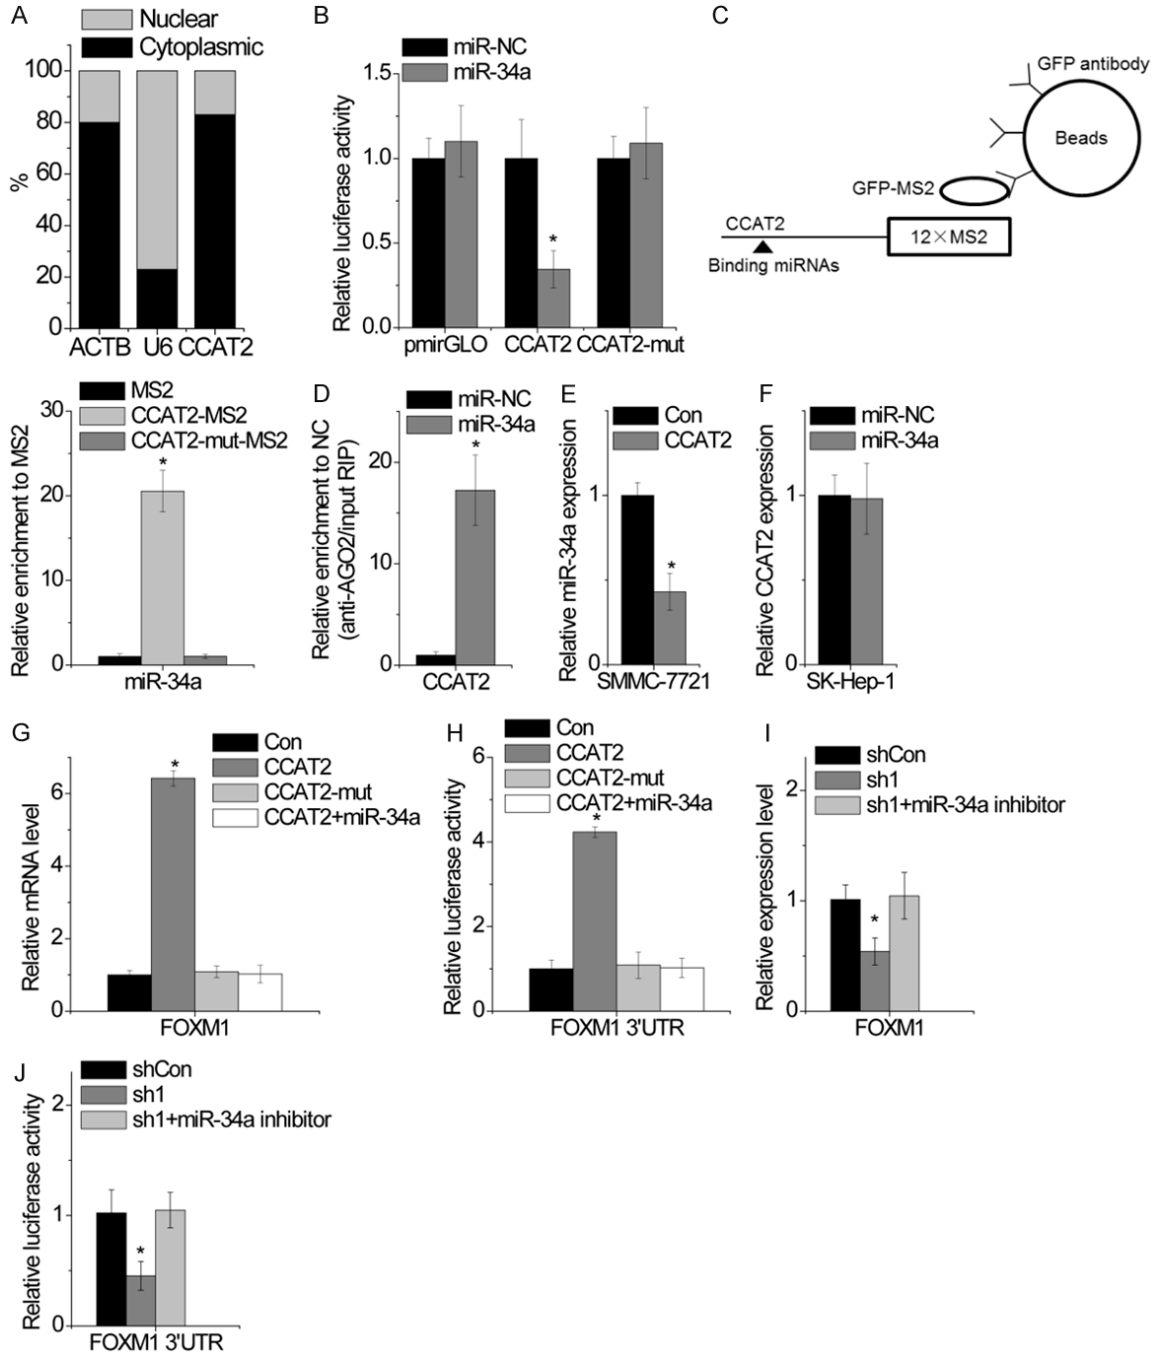 A
Nuclear
Cytoplasmic
100
80
60
40
20
0
%
ACTB U6 CCAT2
B
miR-NC
miR-34a
1.5
1.0
0.5
0.0
Relative luciferase activity
*
pmirGLO CCAT2 CCAT2-mut
C
GFP antibody
Beads
GFP-MS2
CCAT2
12×MS2
Binding miRNAs
MS2
CCAT2-MS2
CCAT2-mut-MS2
30
20
10
0
Relative enrichment to MS2
*
miR-34a
D
miR-NC
miR-34a
20
10
0
Relative enrichment to NC
(anti-AGO2/input RIP)
*
CCAT2
E
Con
CCAT2
1
0
Relative miR-34a expression
*
SMMC-7721
F
miR-NC
miR-34a
1
0
Relative CCAT2 expression
SK-Hep-1
G
Con
CCAT2
CCAT2-mut
CCAT2+miR-34a
6
4
2
0
Relative mRNA level
*
FOXM1
H
Con
CCAT2
CCAT2-mut
CCAT2+miR-34a
6
4
2
0
Relative luciferase activity
*
FOXM1 3'UTR
I
shCon
sh1
sh1+miR-34a inhibitor
2
1
0
Relative expression level
*
FOXM1
J
shCon
sh1
sh1+miR-34a inhibitor
2
1
0
Relative luciferase activity
*
FOXM1 3'UTR